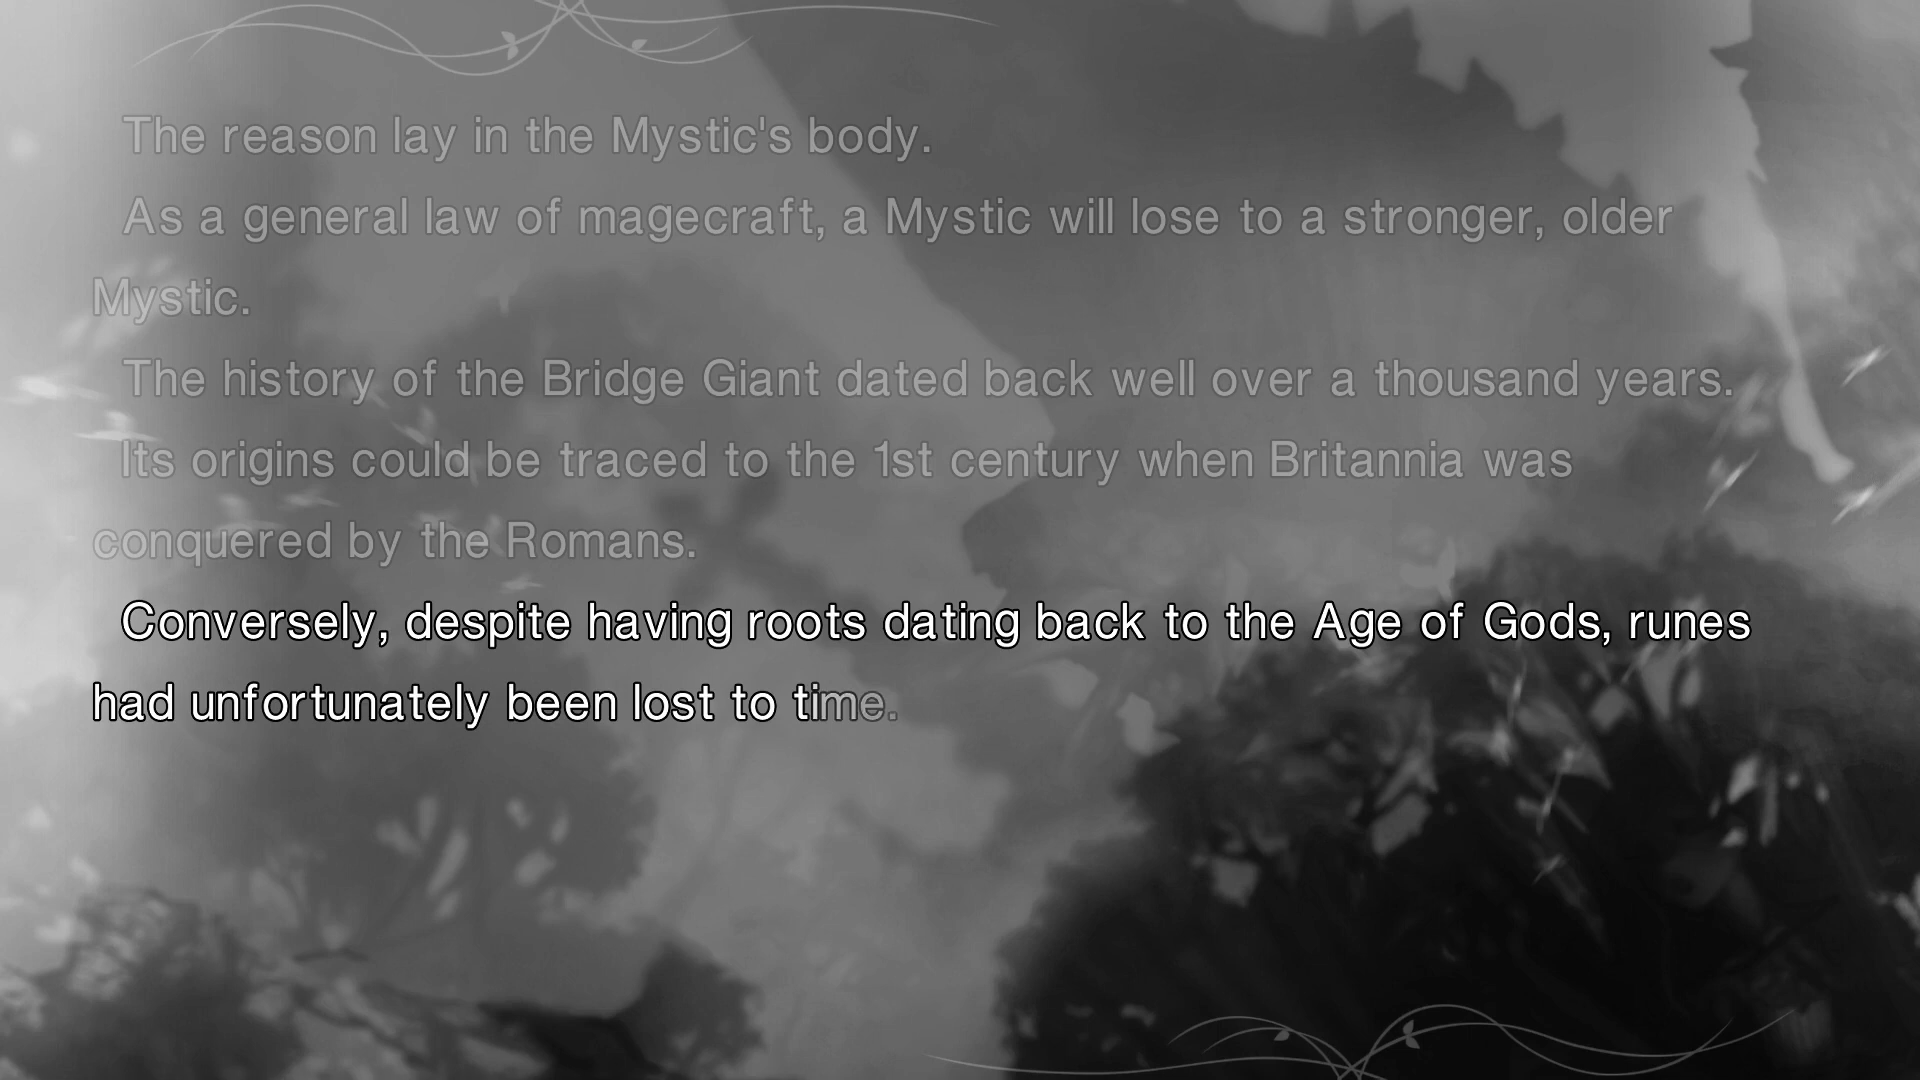 The reason lay in the Mystic's body.
As a general law of magecraft, a Mystic will lose to a stronger, older
Mystic.
The history of the Bridge Giant dated back well over a thousand years.
Its origins could be traced to the 1st century when Britannia was
conquered by the Romans.
Conversely, despite having roots dating back to the Age of Gods, runes
had unfortunately been lost to time.